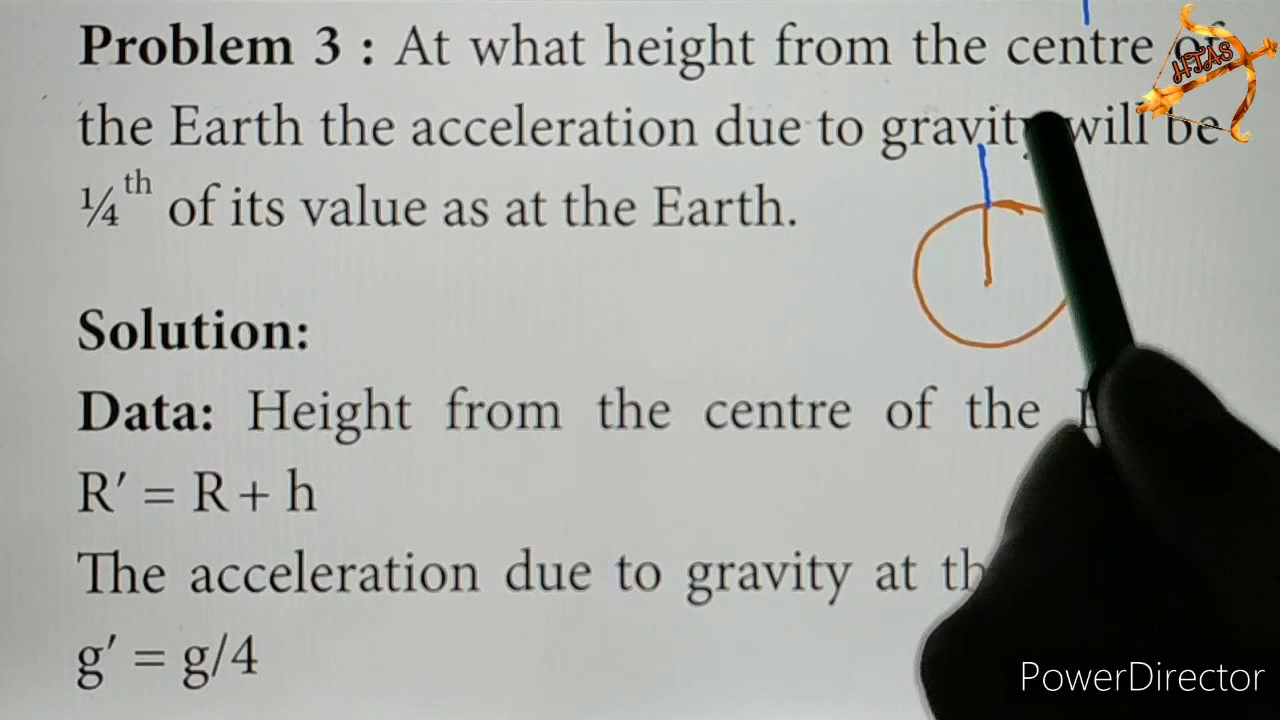 Problem 3 : At what height from the centre of
the Earth the acceleration due to gravity will be
¼th of its value as at the Earth.
Solution:
Data: Height from the centre of the
R′ = R + h
The acceleration due to gravity at
g′ = g/4
HTAS
PowerDirector